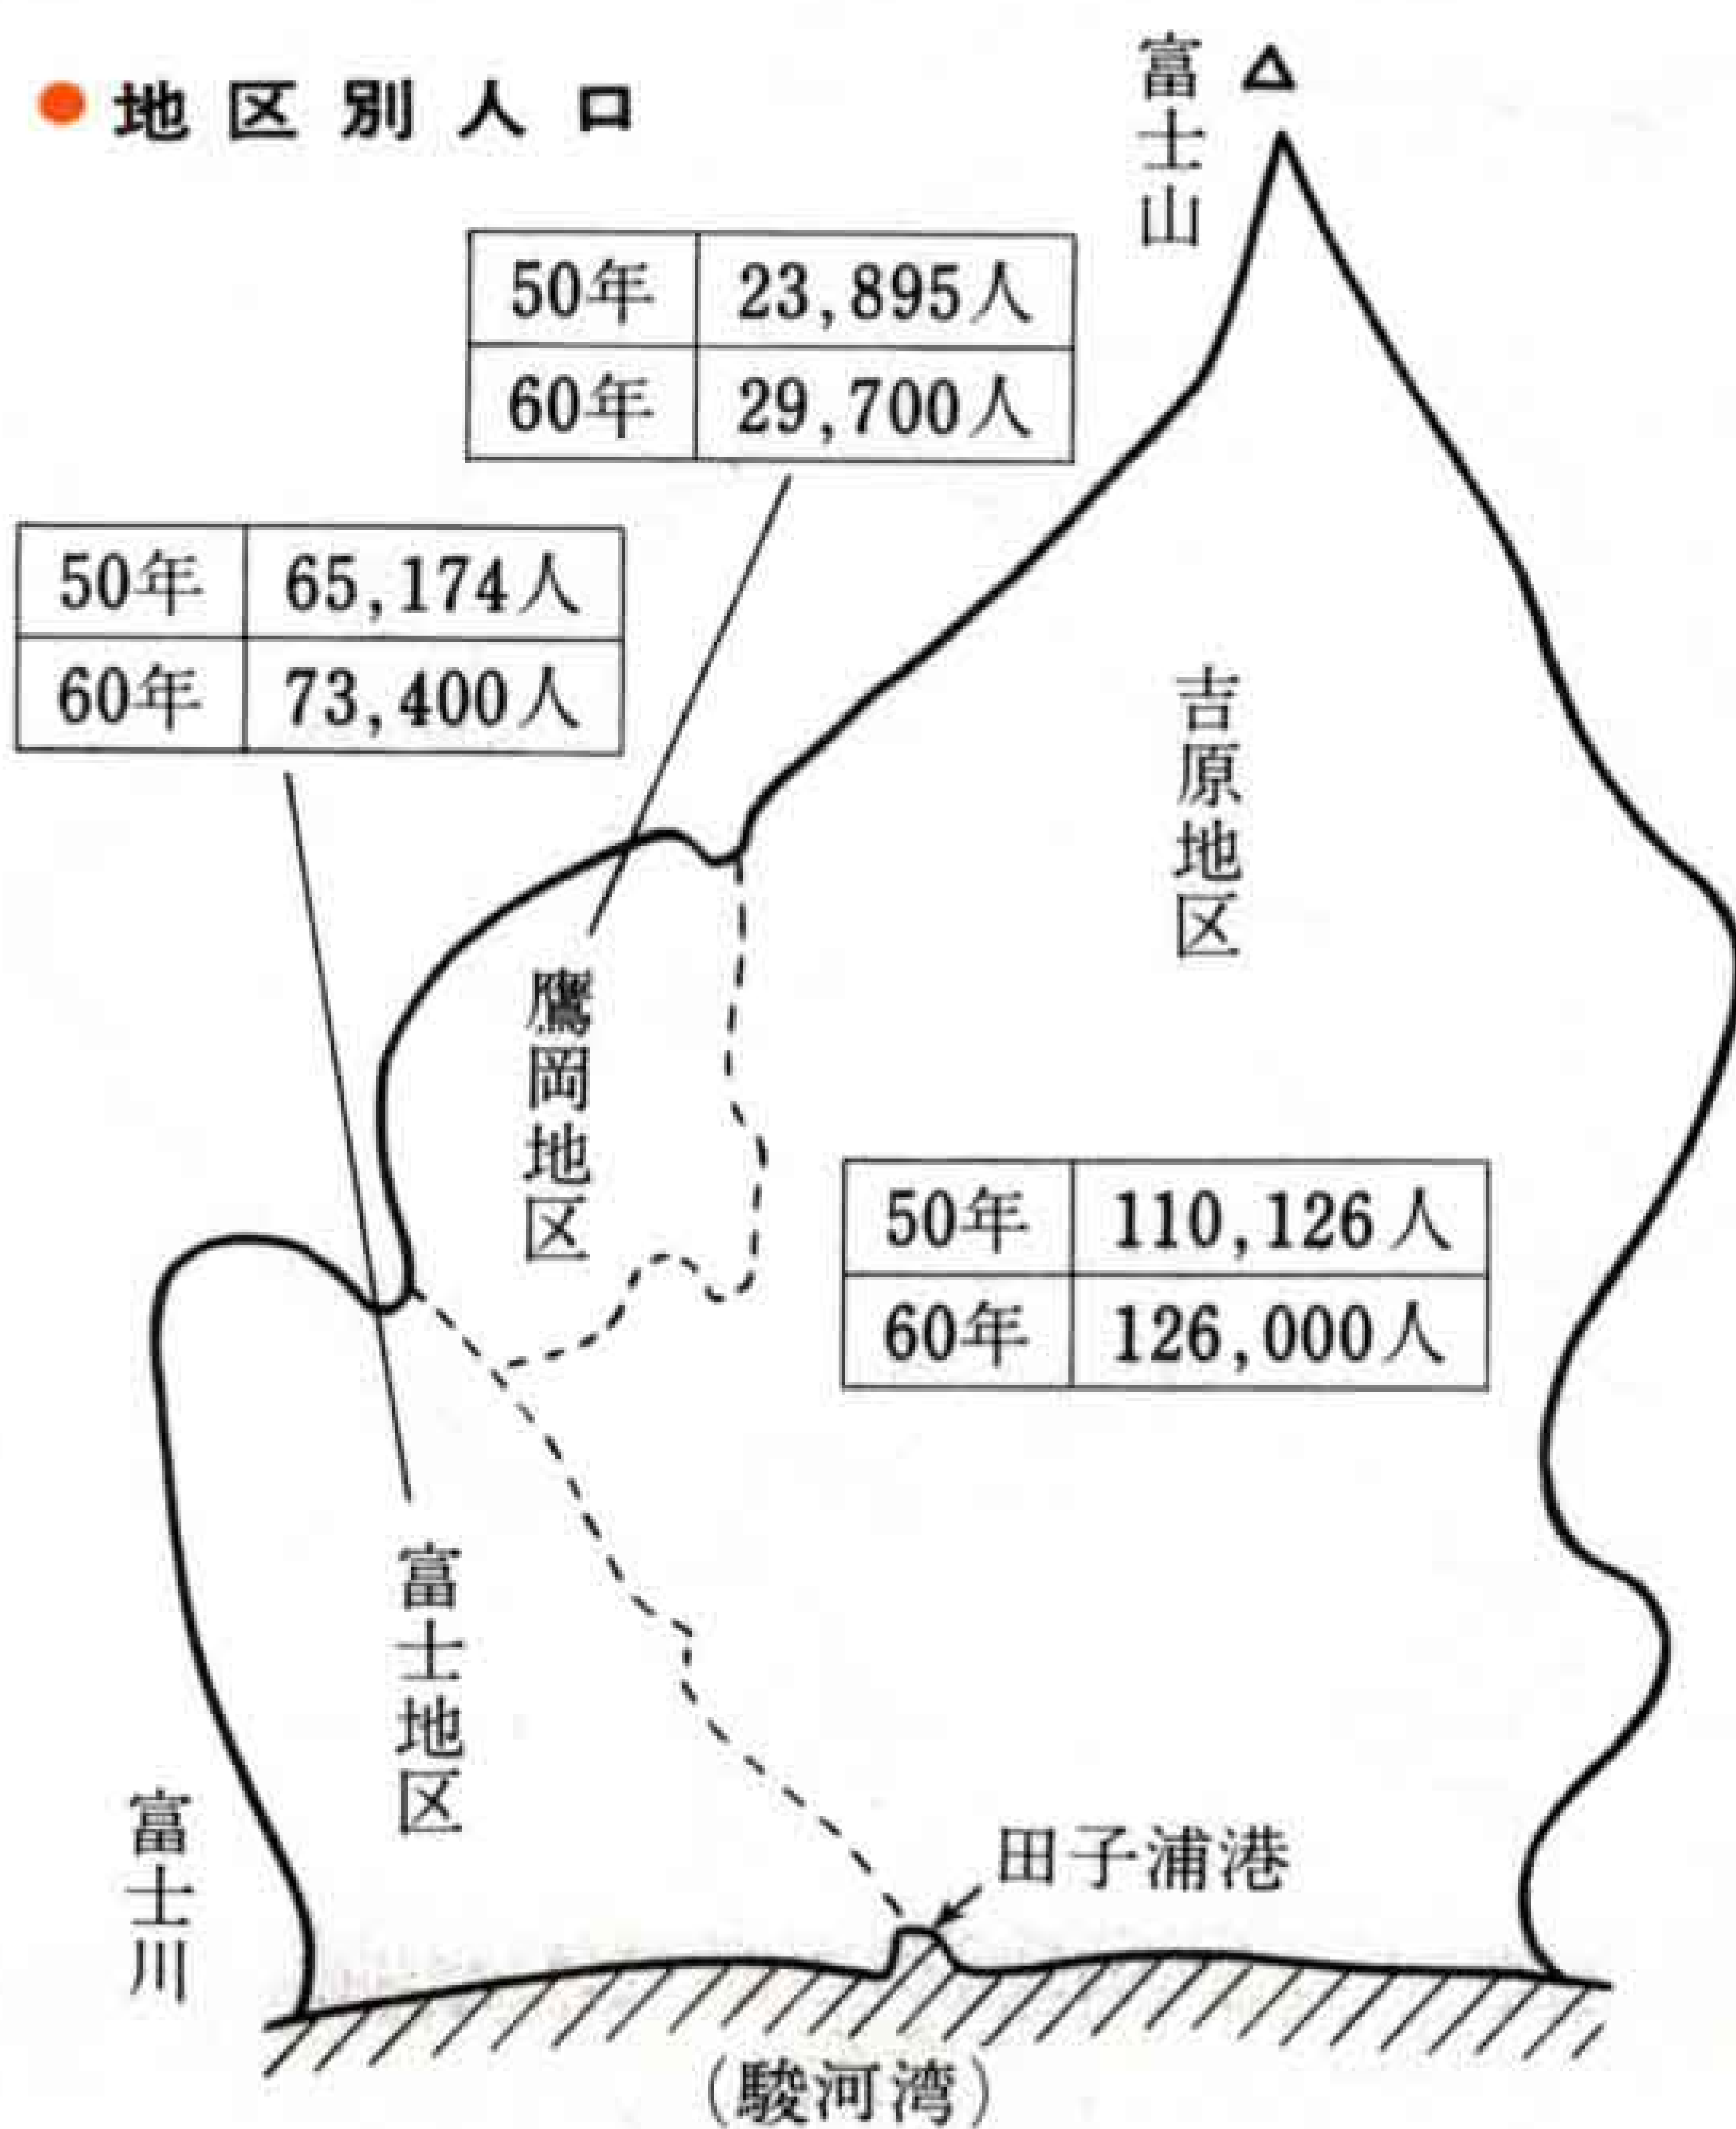 ●地区別人口
富士山
50年 23,895人
60年 29,700人
50年 65,174人
60年 73,400人
吉原地区
鷹岡地区
50年 110,126人
60年 126,000人
富士地区
富士川
田子浦港
(駿河湾)